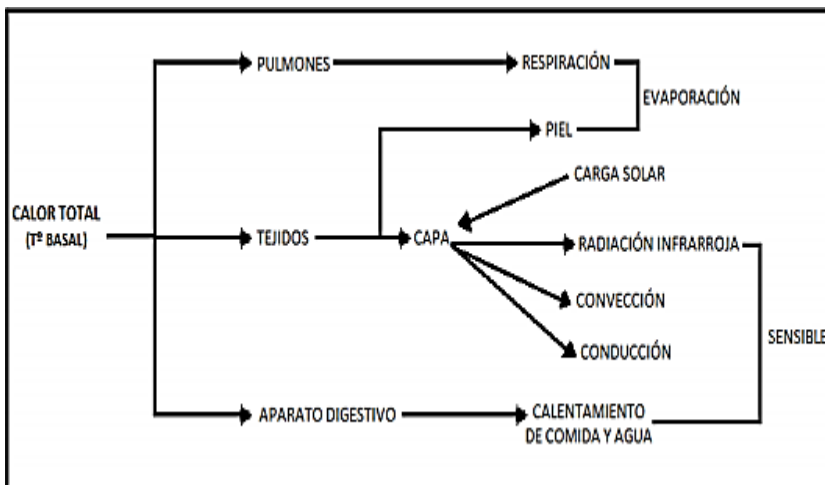 PULMONES
RESPIRACIÓN
EVAPORACIÓN
PIEL
CARGA SOLAR
CALOR TOTAL
(Tº BASAL)
TEJIDOS
CAPA
RADIACIÓN INFRARROJA
CONVECCIÓN
SENSIBLE
CONDUCCIÓN
APARATO DIGESTIVO
CALENTAMIENTO
DE COMIDA Y AGUA